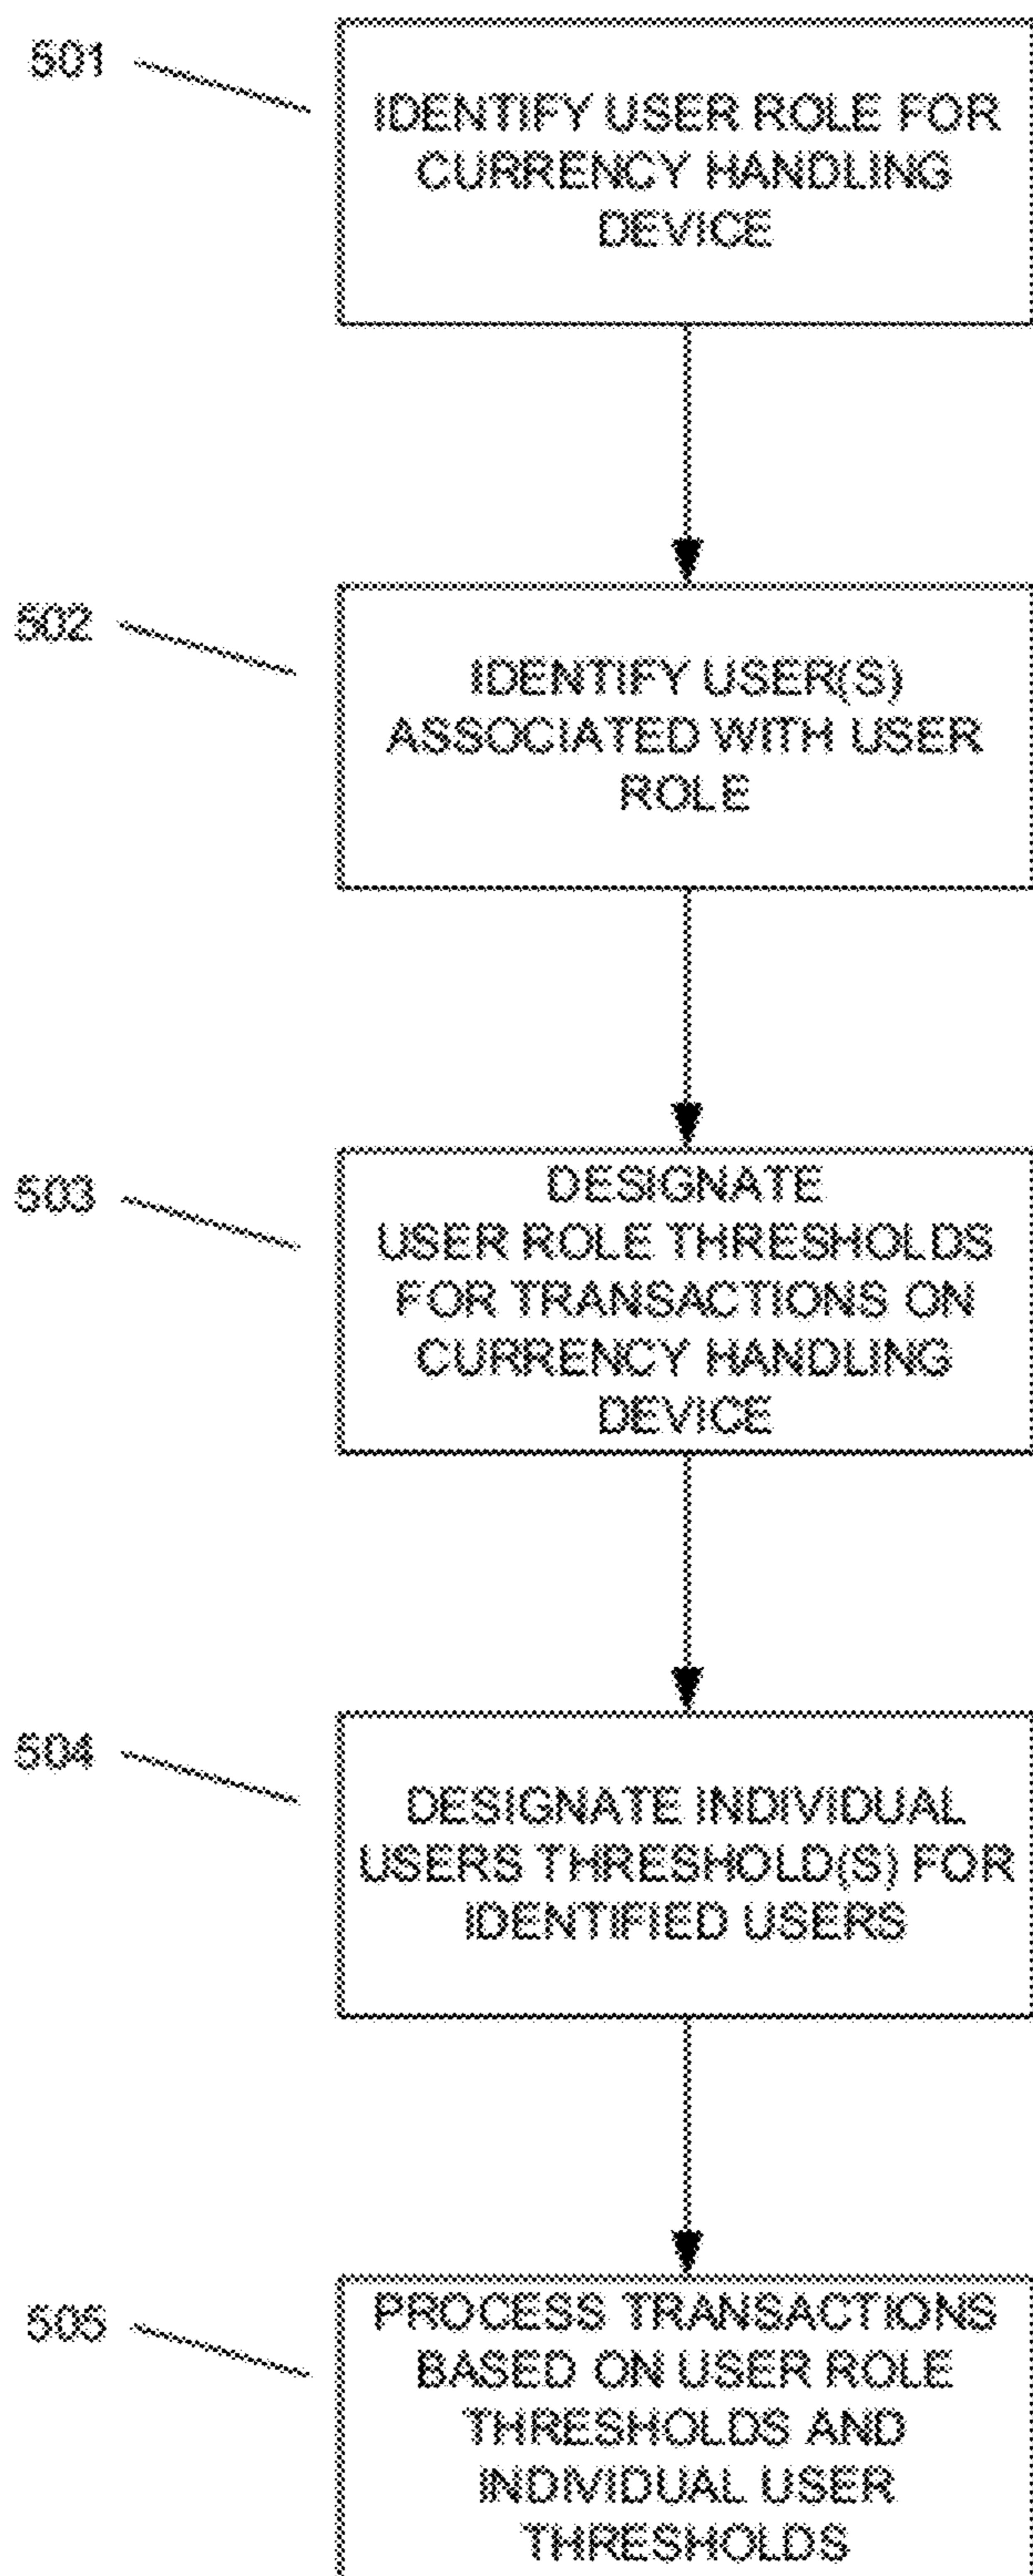 501
IDENTIFY USER ROLE FOR
CURRENCY HANDLING
DEVICE
502
IDENTIFY USER(S)
ASSOCIATED WITH USER
ROLE
503
DESIGNATE
USER ROLE THRESHOLDS
FOR TRANSACTIONS ON
CURRENCY HANDLING
DEVICE
504
DESIGNATE INDIVIDUAL
USERS THRESHOLD(S) FOR
IDENTIFIED USERS
505
PROCESS TRANSACTIONS
BASED ON USER ROLE
THRESHOLDS AND
INDIVIDUAL USER
THRESHOLDS